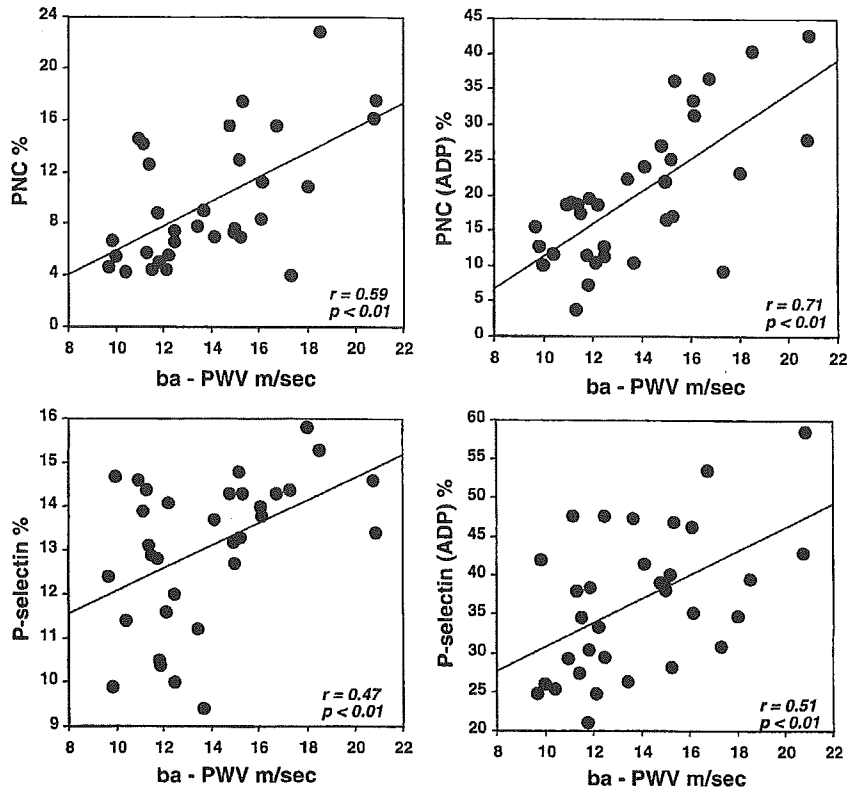 24
20
16
12
8
4
0
PNC %
r = 0.59
p < 0.01
8 10 12 14 16 18 20 22
ba - PWV m/sec
45
40
35
30
25
20
15
10
5
0
PNC (ADP) %
r = 0.71
p < 0.01
8 10 12 14 16 18 20 22
ba - PWV m/sec
16
15
14
13
12
11
10
9
P-selectin %
r = 0.47
p < 0.01
8 10 12 14 16 18 20 22
ba - PWV m/sec
60
55
50
45
40
35
30
25
20
P-selectin (ADP) %
r = 0.51
p < 0.01
8 10 12 14 16 18 20 22
ba - PWV m/sec